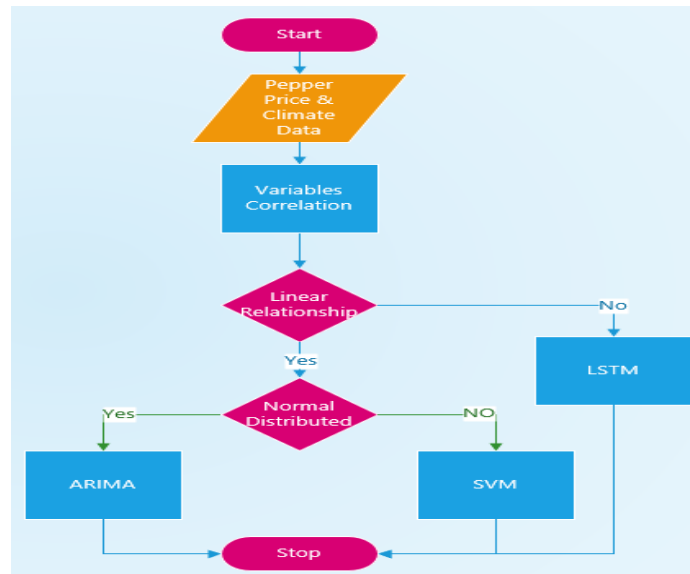 Start
Pepper
Price &
Climate
Data
Variables
Correlation
Linear
Relationship
No
Yes
LSTM
Normal
Distributed
Yes
NO
ARIMA
SVM
Stop